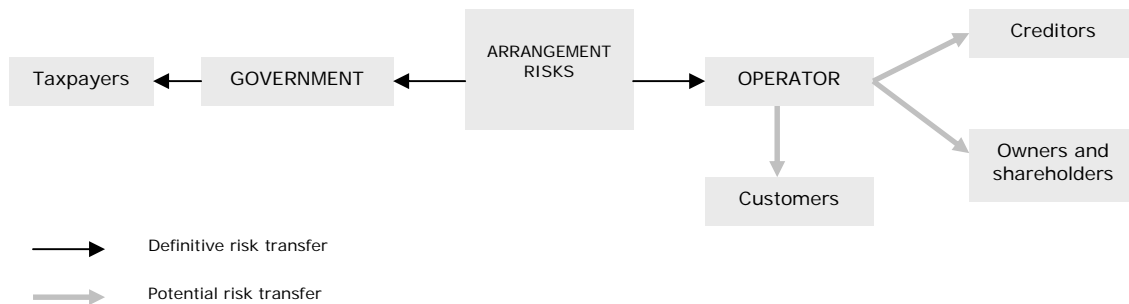 Taxpayers
GOVERNMENT
ARRANGEMENT
RISKS
OPERATOR
Creditors
Owners and
shareholders
Customers
Definitive risk transfer
Potential risk transfer